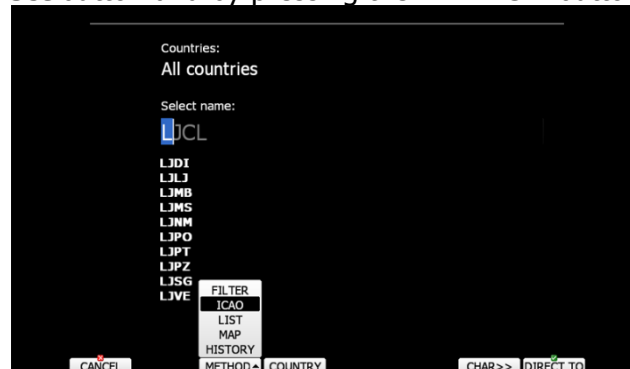 Countries:
All countries
Select name:
LJCL
LJDI
LJLJ
LJMB
LJMS
LJNM
LJPO
LJPT
LJPZ
LJSG
LJVE
FILTER
ICAO
LIST
MAP
HISTORY
CANCEL METHOD▲ COUNTRY CHAR>> DIRECT TO